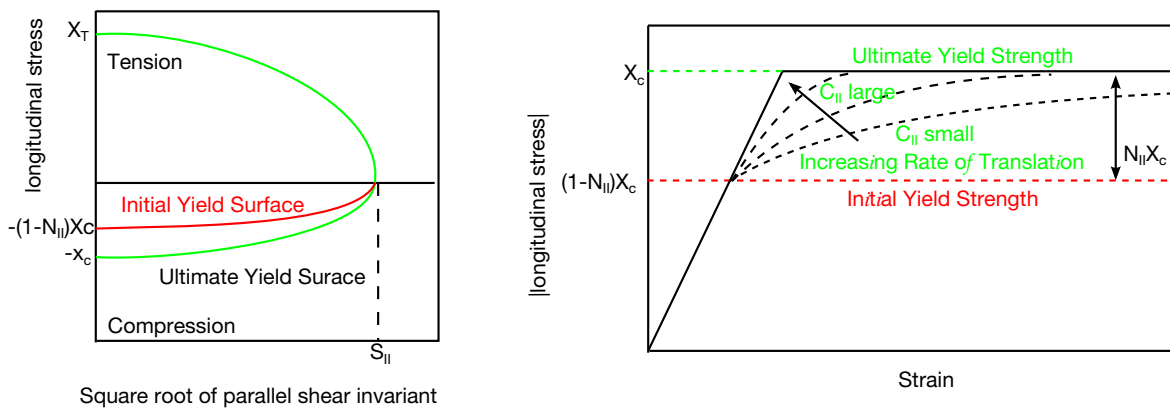 X_T
Tension
longitudinal stress
Initial Yield Surface
-(1-N_II)Xc
-x_c
Ultimate Yield Surace
Compression
S_II
Square root of parallel shear invariant
Ultimate Yield Strength
X_c
C_II large
C_II small
Increasing Rate of Translation
N_IIX_c
(1-N_II)X_c
Initial Yield Strength
|longitudinal stress|
Strain